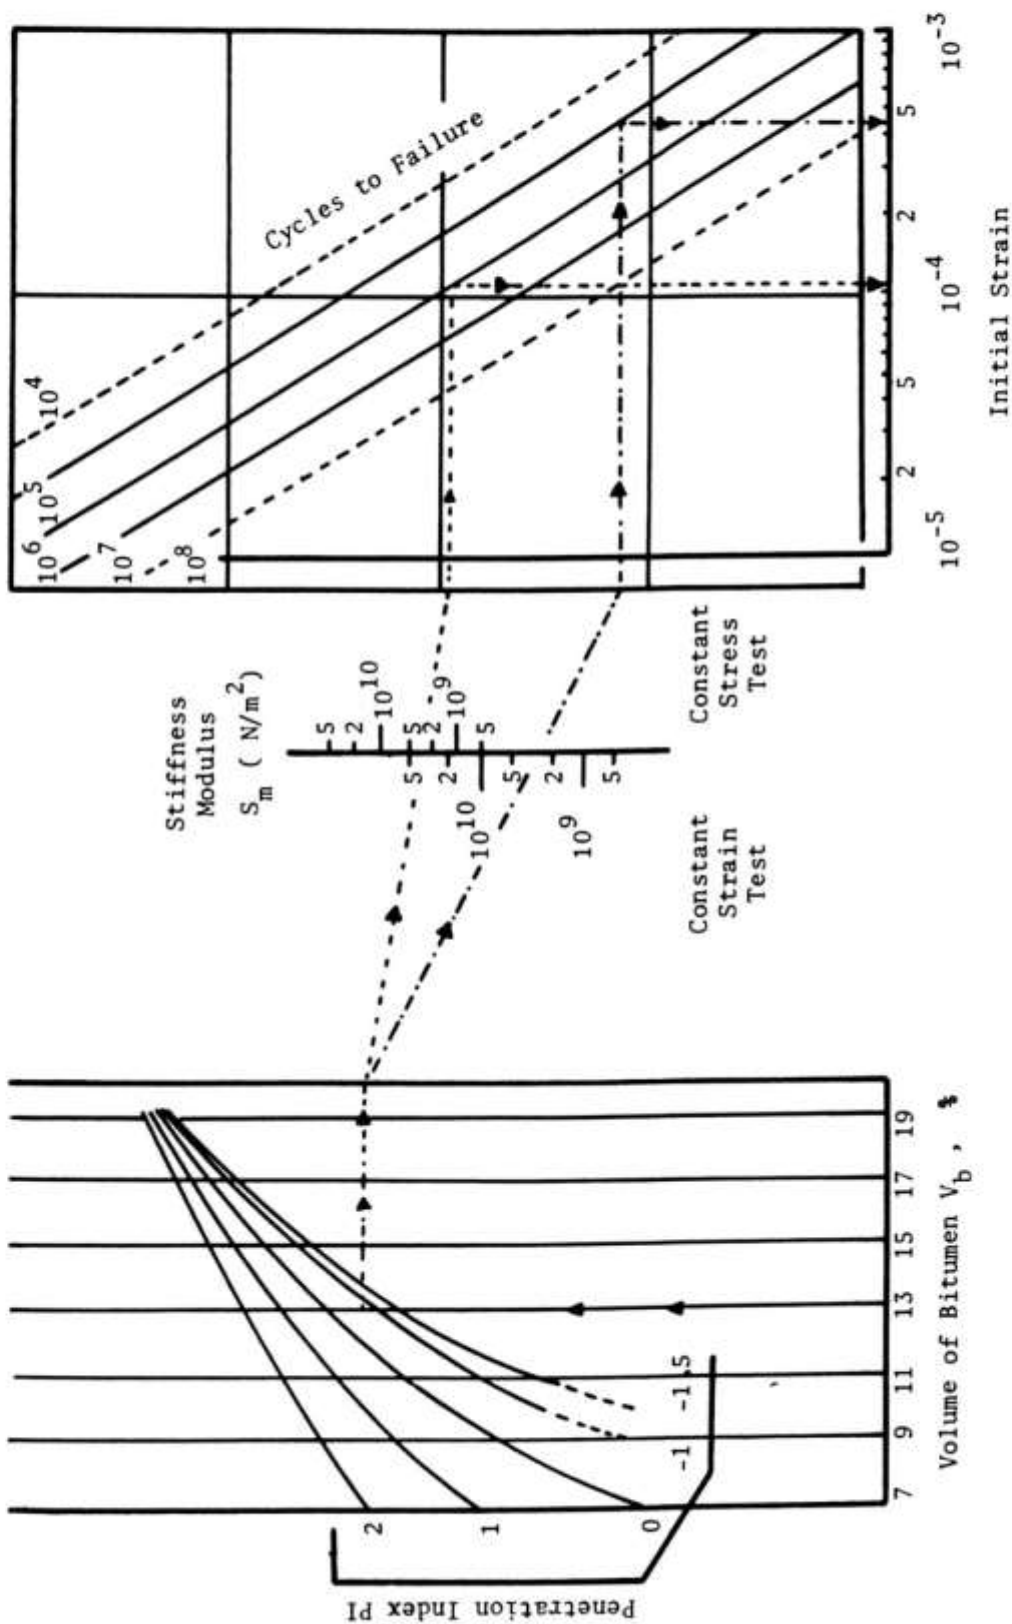 Penetration Index PI
2
1
0
-1
-1.5
7
9
11
13
15
17
19
Volume of Bitumen V_b , %
Stiffness
Modulus
S_m ( N/m^2)
5
2
10^10
5
2
10^9
5
5
2
10^10
5
2
10^9
5
Constant
Strain
Test
Constant
Stress
Test
10^4
10^5
10^6
10^7
10^8
Cycles to Failure
10^-5
2
5
10^-4
2
5
10^-3
Initial Strain